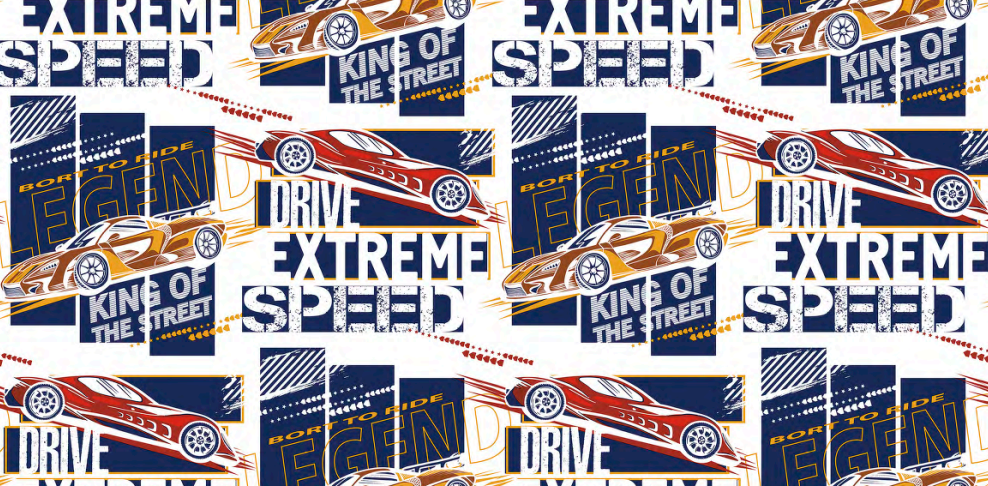 EXTREME
SPEED
KING OF
THE STREET
EXTREME
SPEED
KING OF
THE STREET
BORT TO RIDE
LEGEND
DRIVE
EXTREME
SPEED
KING OF
THE STREET
BORT TO RIDE
LEGEND
DRIVE
EXTREME
SPEED
KING OF
THE STREET
DRIVE
BORT TO RIDE
LEGEND
DRIVE
BORT TO RIDE
LEGEND